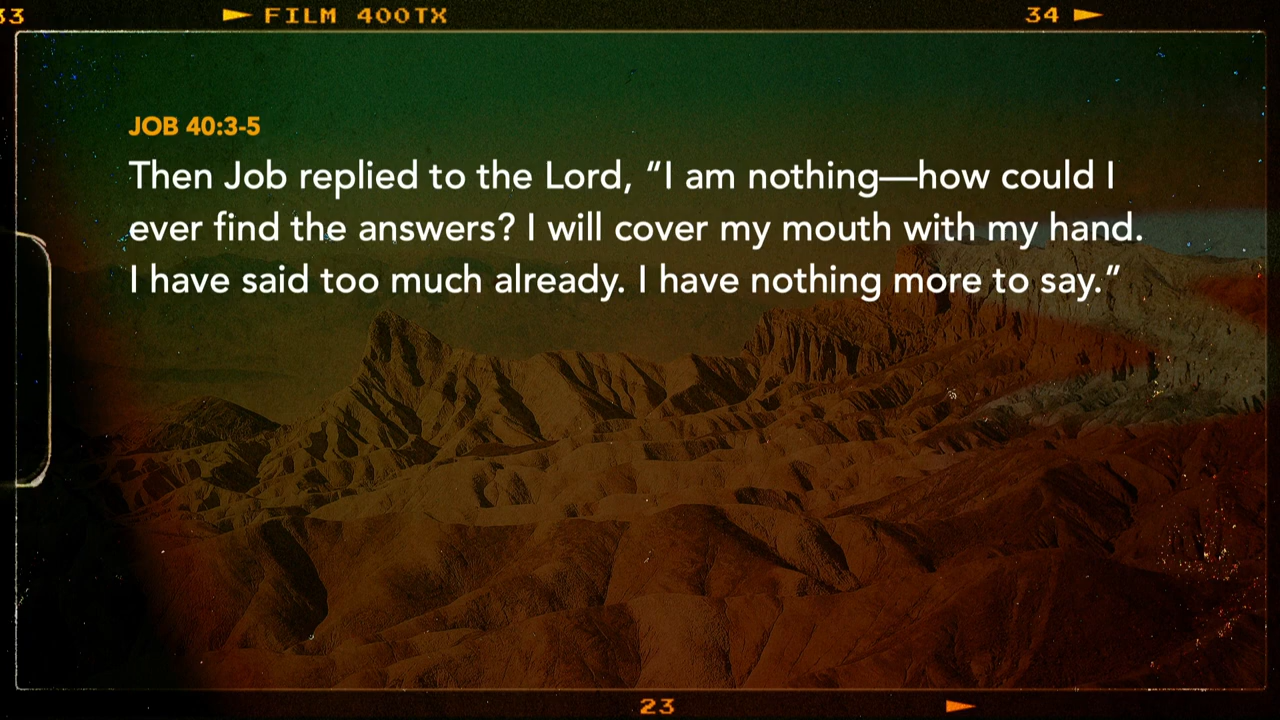 33 FILM 400TX 34
JOB 40:3-5
Then Job replied to the Lord, “I am nothing—how could I
ever find the answers? I will cover my mouth with my hand.
I have said too much already. I have nothing more to say.”
23